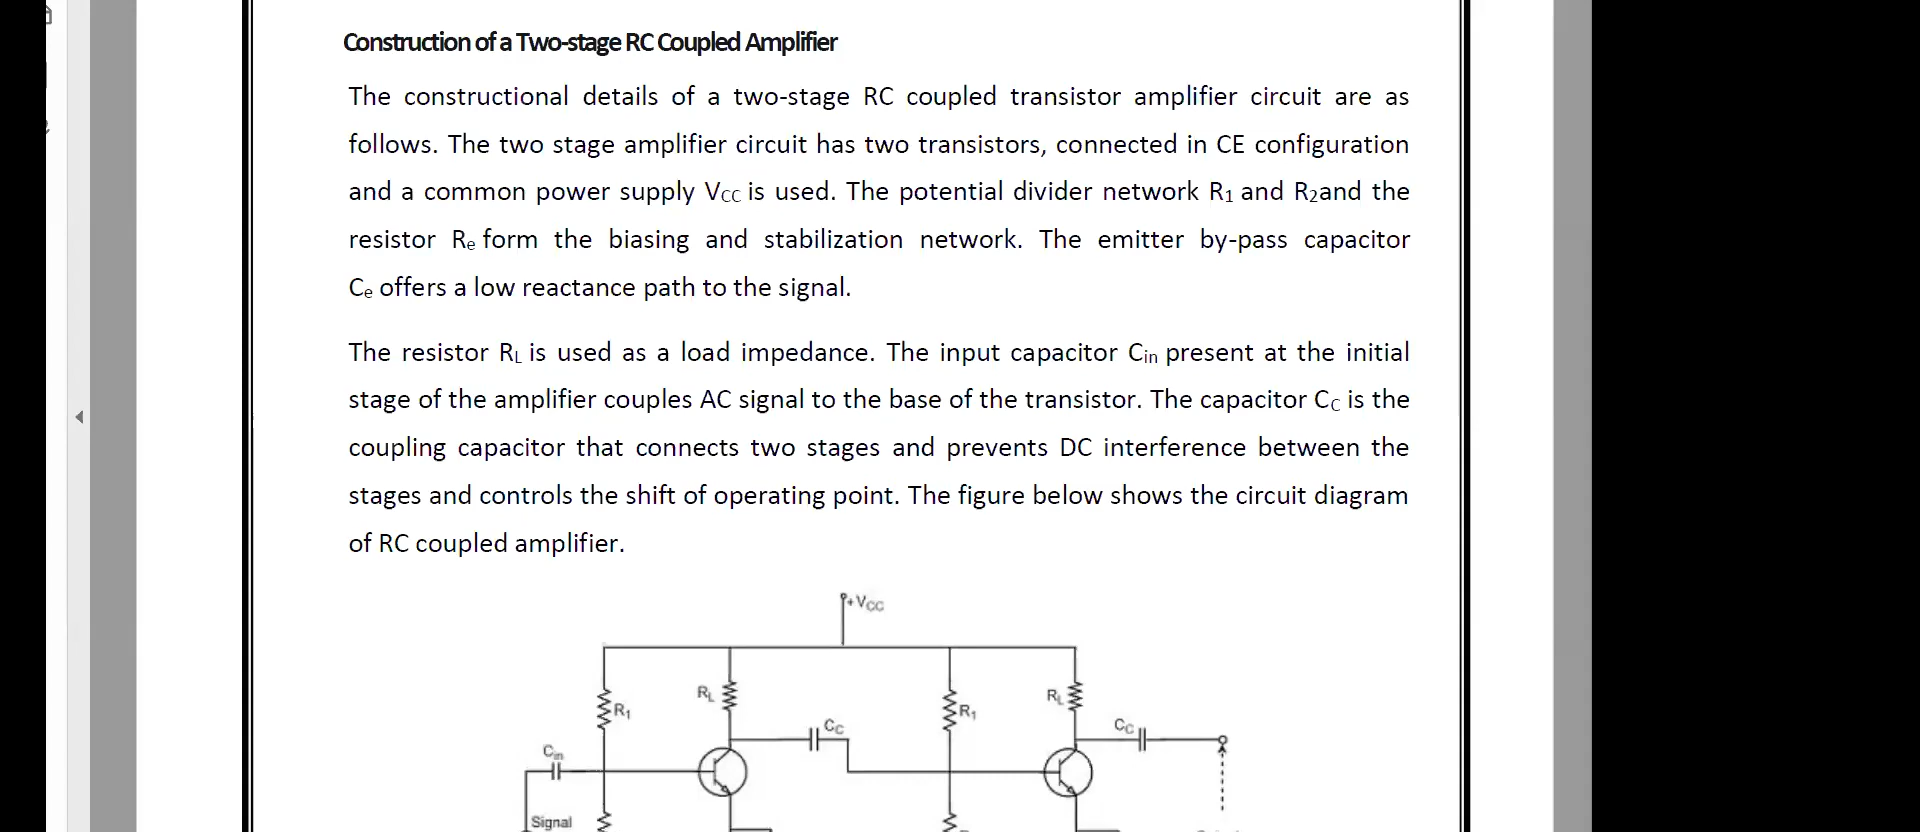 Construction of a Two-stage RC Coupled Amplifier
The constructional details of a two-stage RC coupled transistor amplifier circuit are as
follows. The two stage amplifier circuit has two transistors, connected in CE configuration
and a common power supply VCC is used. The potential divider network R1 and R2and the
resistor Re form the biasing and stabilization network. The emitter by-pass capacitor
Ce offers a low reactance path to the signal.
The resistor RL is used as a load impedance. The input capacitor Cin present at the initial
stage of the amplifier couples AC signal to the base of the transistor. The capacitor CC is the
coupling capacitor that connects two stages and prevents DC interference between the
stages and controls the shift of operating point. The figure below shows the circuit diagram
of RC coupled amplifier.
+VCC
RL
RL
R1
R1
CC
CC
Cin
Signal